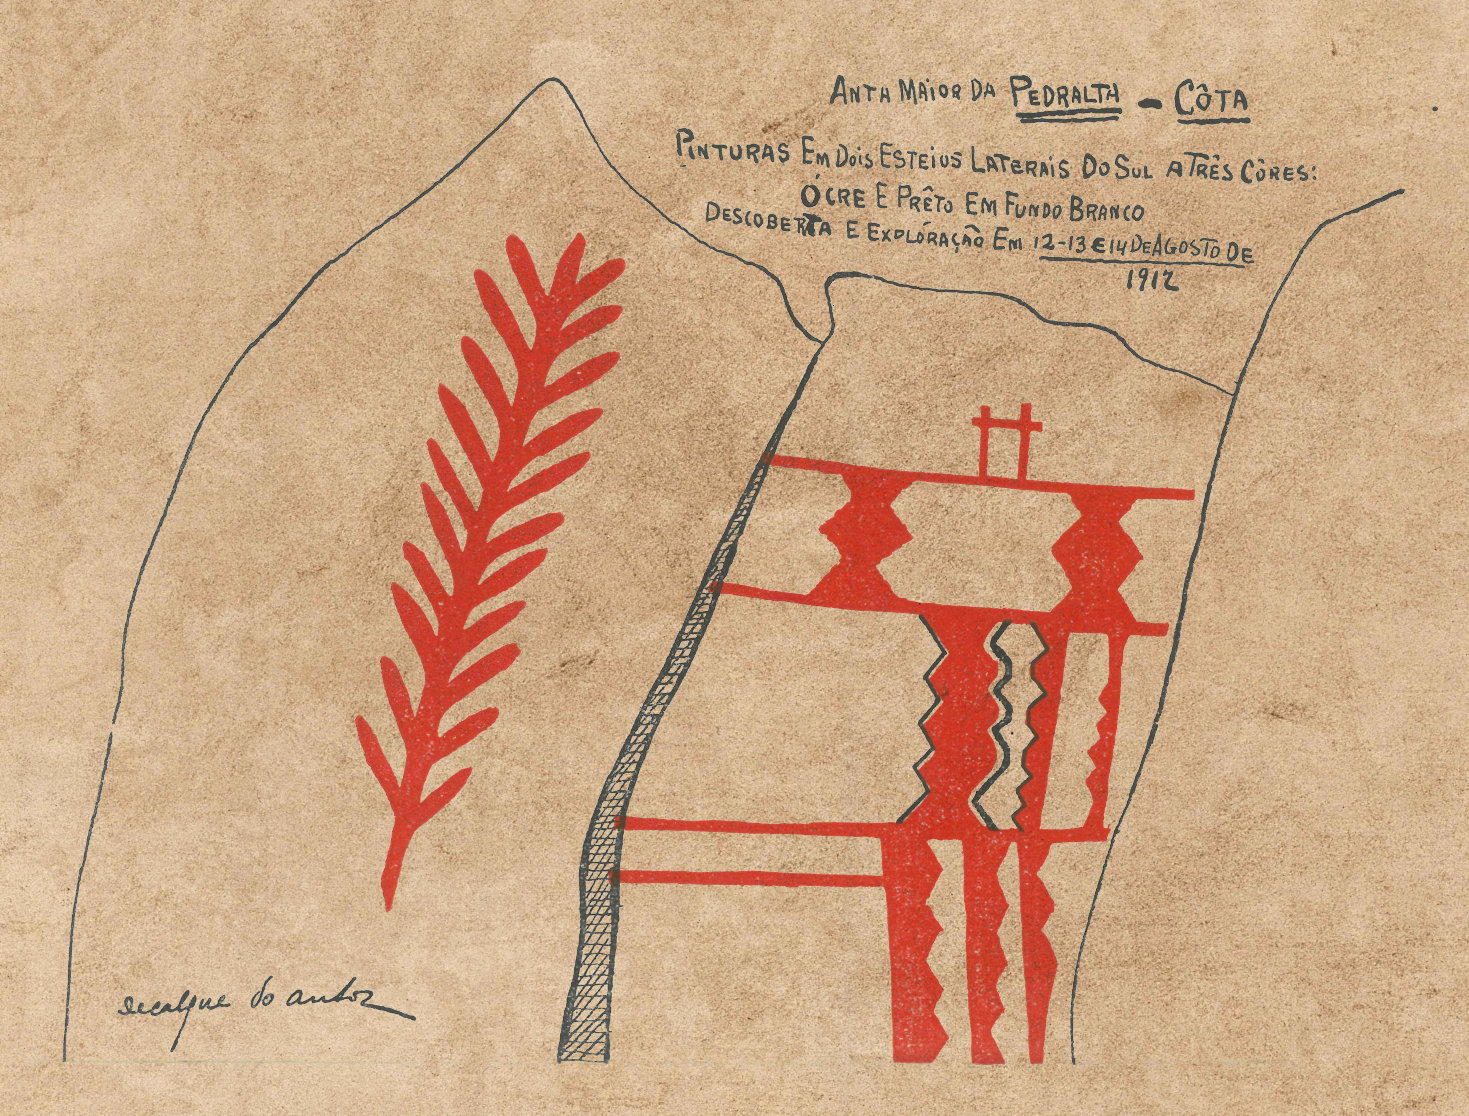 ANTA MAIOR DA PEDRALTA – CÔTA
PINTURAS EM DOIS ESTEIOS LATERAIS DO SUL A TRÊS CÔRES:
ÓCRE E PRÊTO EM FUNDO BRANCO
DESCOBERTA E EXPLÓRAÇÃO EM 12-13 E 14 DE AGOSTO DE
1912
decalque do autor